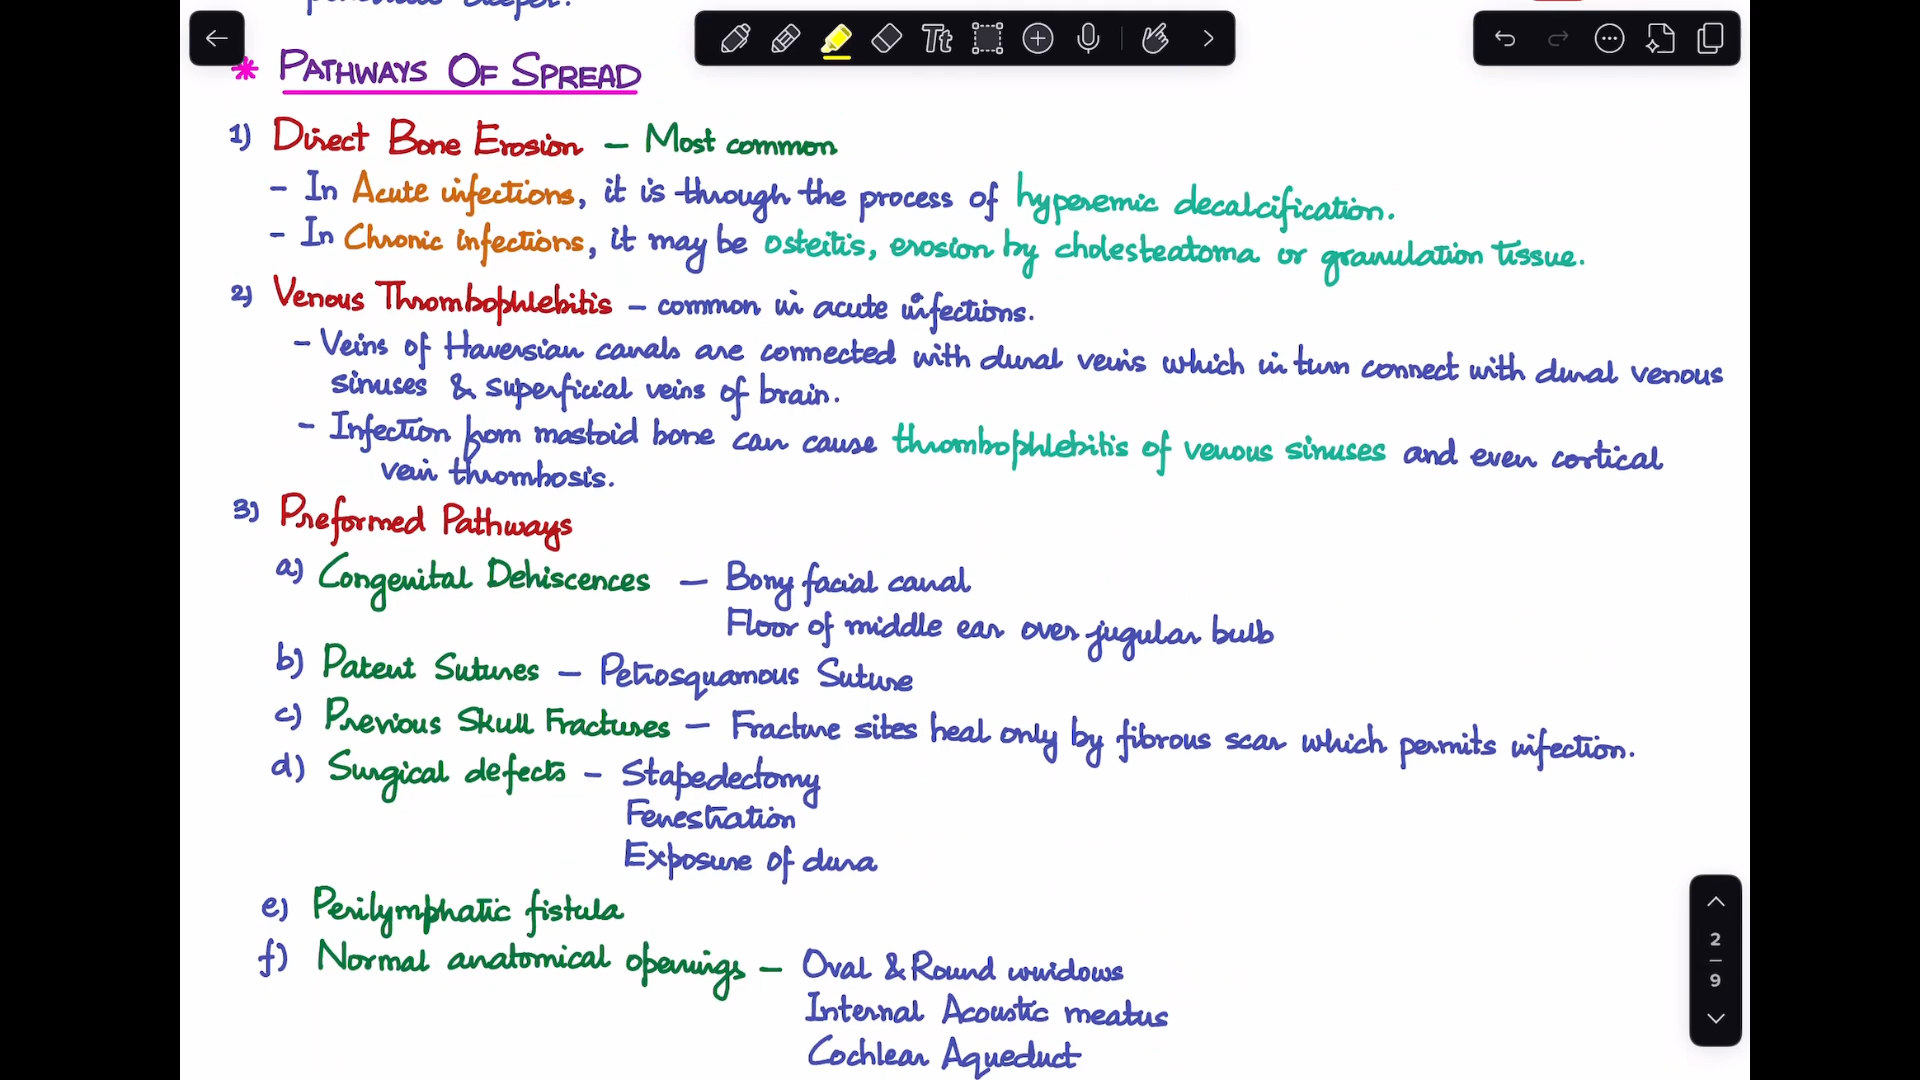 * PATHWAYS OF SPREAD
1) Direct Bone Erosion – Most common
- In Acute infections, it is through the process of hyperemic decalcification.
- In Chronic infections, it may be osteitis, erosion by cholesteatoma or granulation tissue.
2) Venous Thrombophlebitis – common in acute infections.
- Veins of Haversian canals are connected with dural veins which in turn connect with dural venous
sinuses & superficial veins of brain.
- Infection from mastoid bone can cause thrombophlebitis of venous sinuses and even cortical
vein thrombosis.
3) Preformed Pathways
a) Congenital Dehiscences – Bony facial canal
Floor of middle ear over jugular bulb
b) Patent Sutures – Petrosquamous Suture
c) Previous Skull Fractures – Fracture sites heal only by fibrous scar which permits infection.
d) Surgical defects – Stapedectomy
Fenestration
Exposure of dura
e) Perilymphatic fistula
f) Normal anatomical openings – Oval & Round windows
Internal Acoustic meatus
Cochlear Aqueduct
Tt
2
9